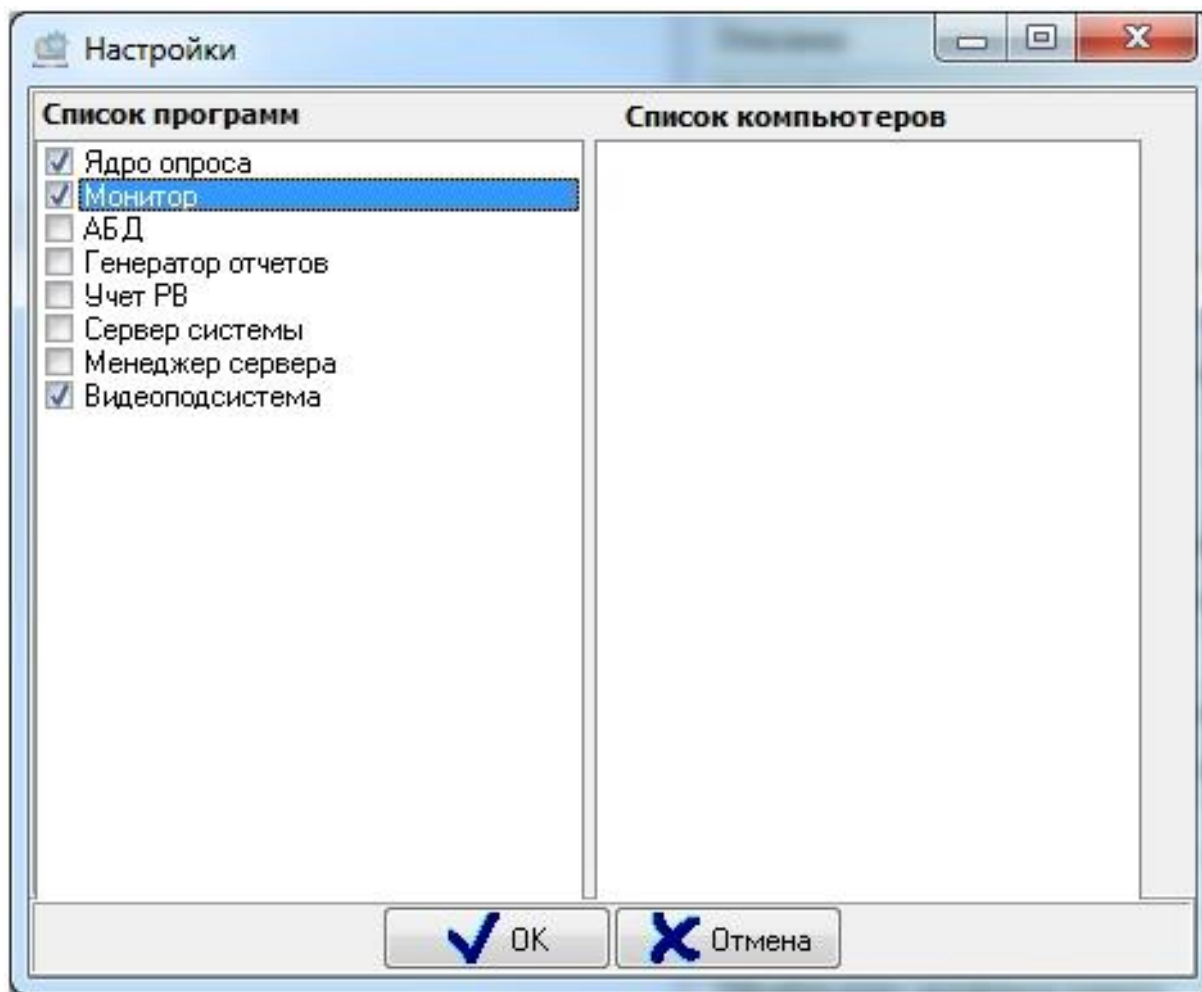 Настройки
Список программ
Список компьютеров
Ядро опроса
Монитор
АБД
Генератор отчетов
Учет РВ
Сервер системы
Менеджер сервера
Видеоподсистема
OK
Отмена